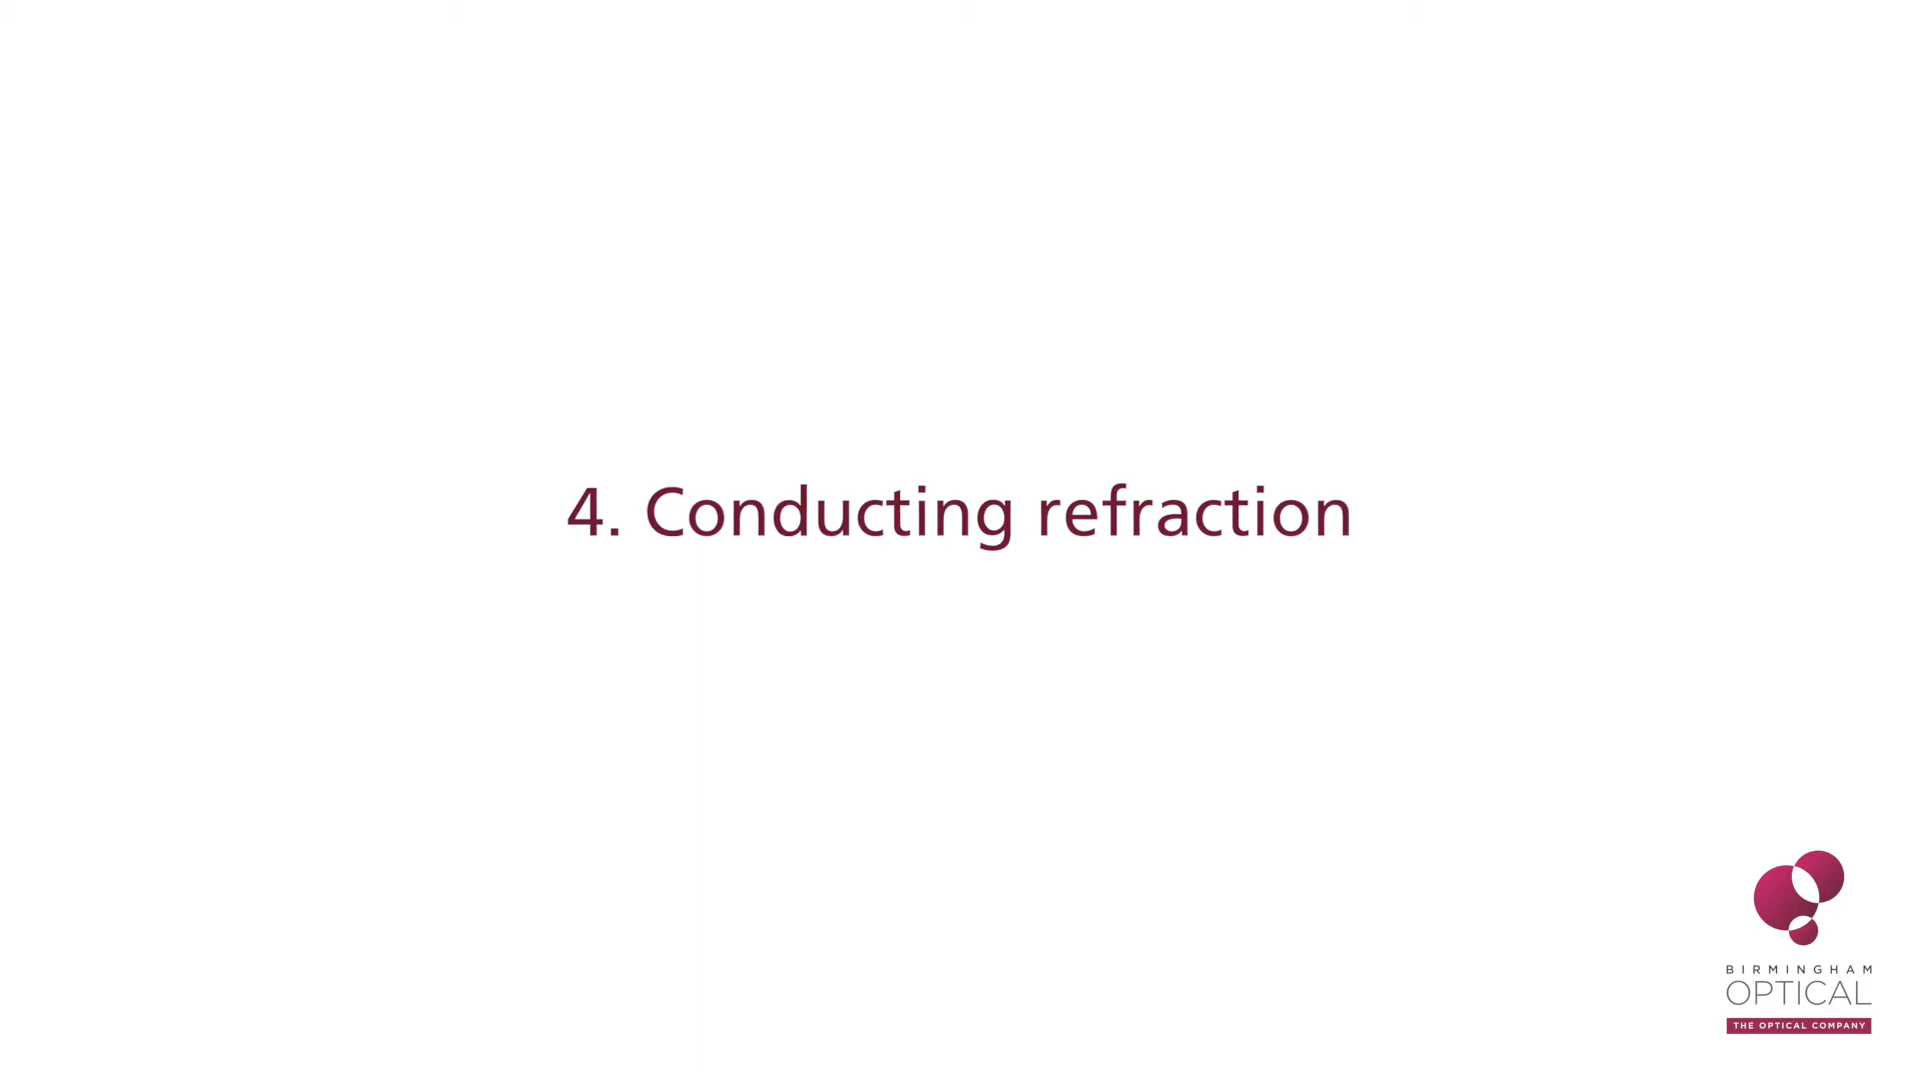 4. Conducting refraction
BIRMINGHAM
OPTICAL
THE OPTICAL COMPANY